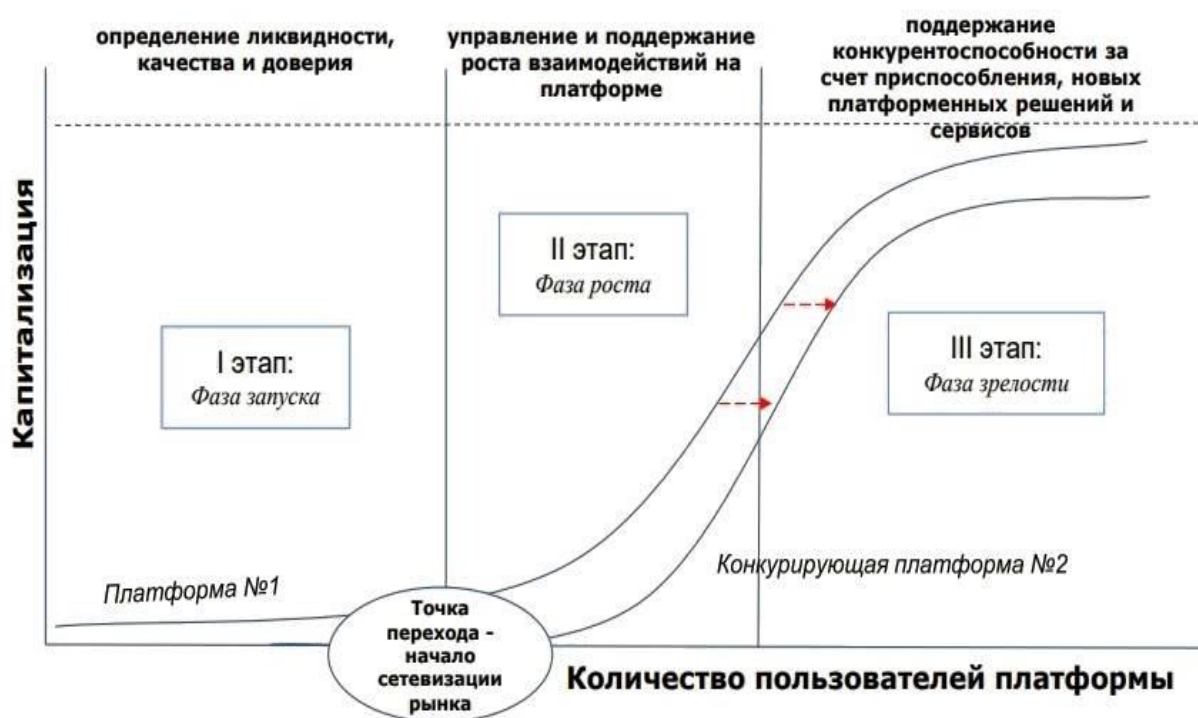 определение ликвидности,
качества и доверия
управление и поддержание
роста взаимодействий на
платформе
поддержание
конкурентоспособности за
счет приспособления, новых
платформенных решений и
сервисов
Капитализация
II этап:
Фаза роста
I этап:
Фаза запуска
III этап:
Фаза зрелости
Платформа №1
Конкурирующая платформа №2
Точка
перехода -
начало
сетевизации
рынка
Количество пользователей платформы